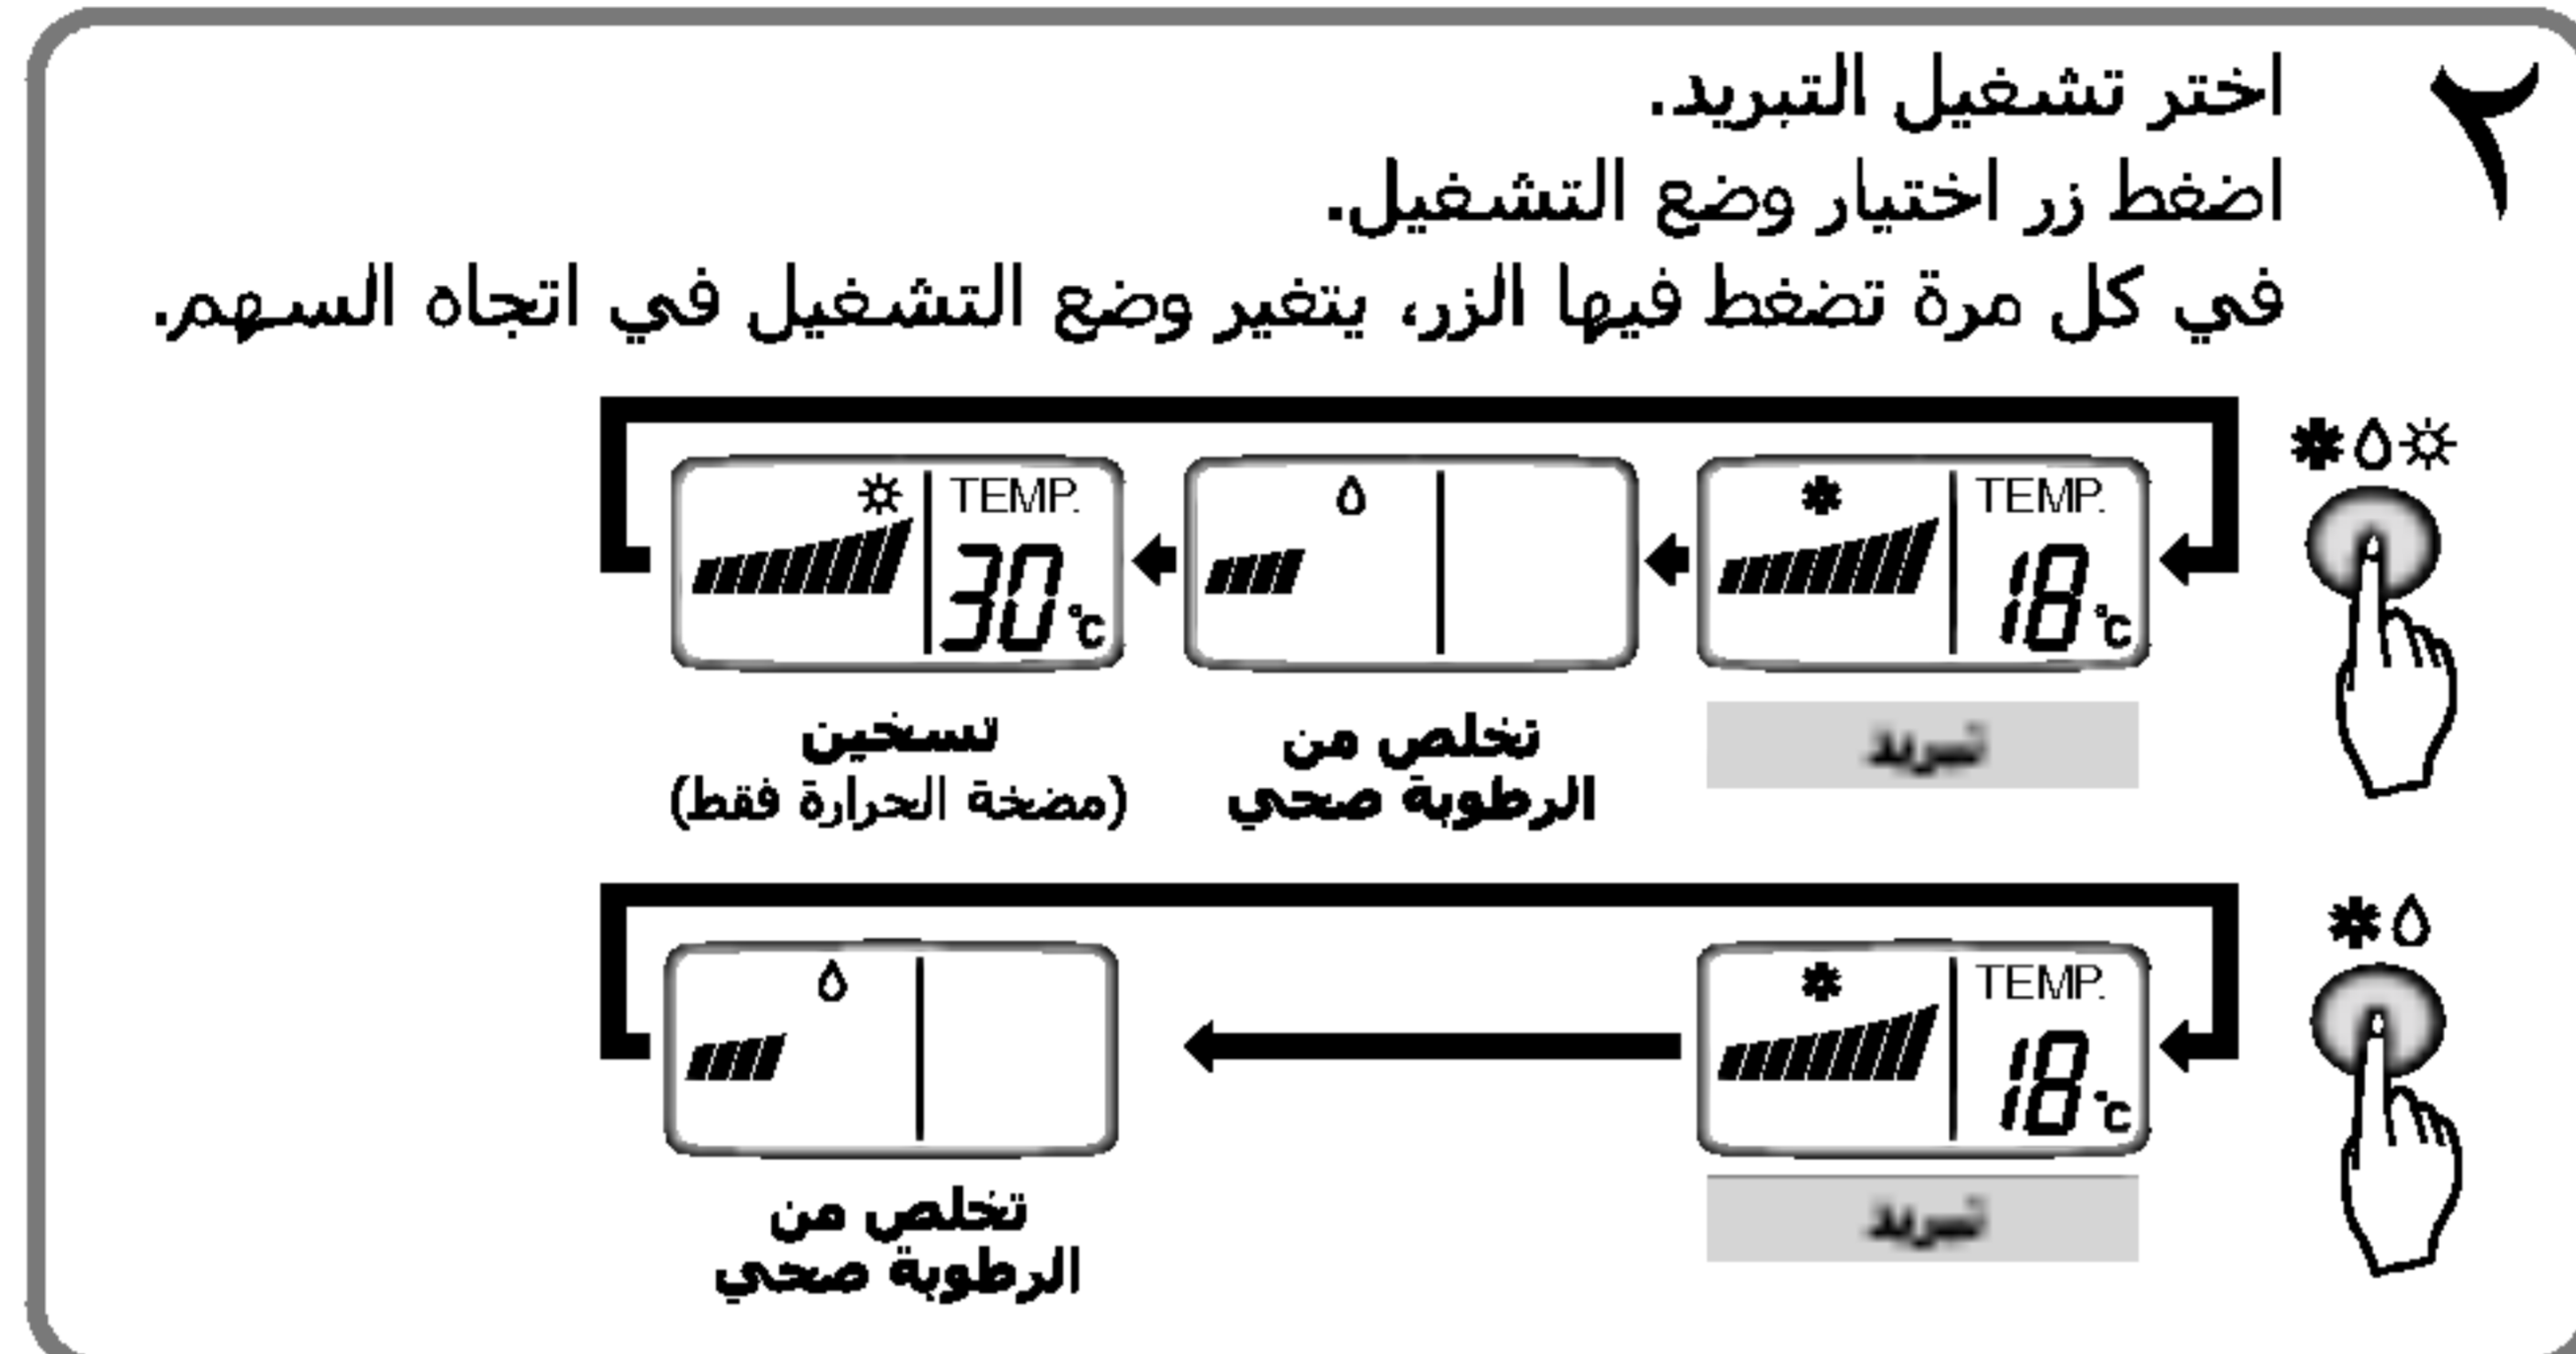 ٢
اختر تشغيل التبريد.
اضغط زر اختيار وضع التشغيل.
في كل مرة تضغط فيها الزر، يتغير وضع التشغيل في اتجاه السهم.
TEMP.
18°C
TEMP.
30°C
تبريد
تخلص من
الرطوبة صحي
تسخين
(مضخة الحرارة فقط)
TEMP.
18°C
تبريد
تخلص من
الرطوبة صحي